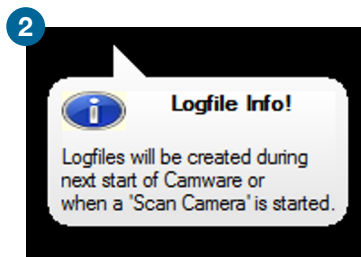 2
Logfile Info!
Logfiles will be created during
next start of Camware or
when a 'Scan Camera' is started.